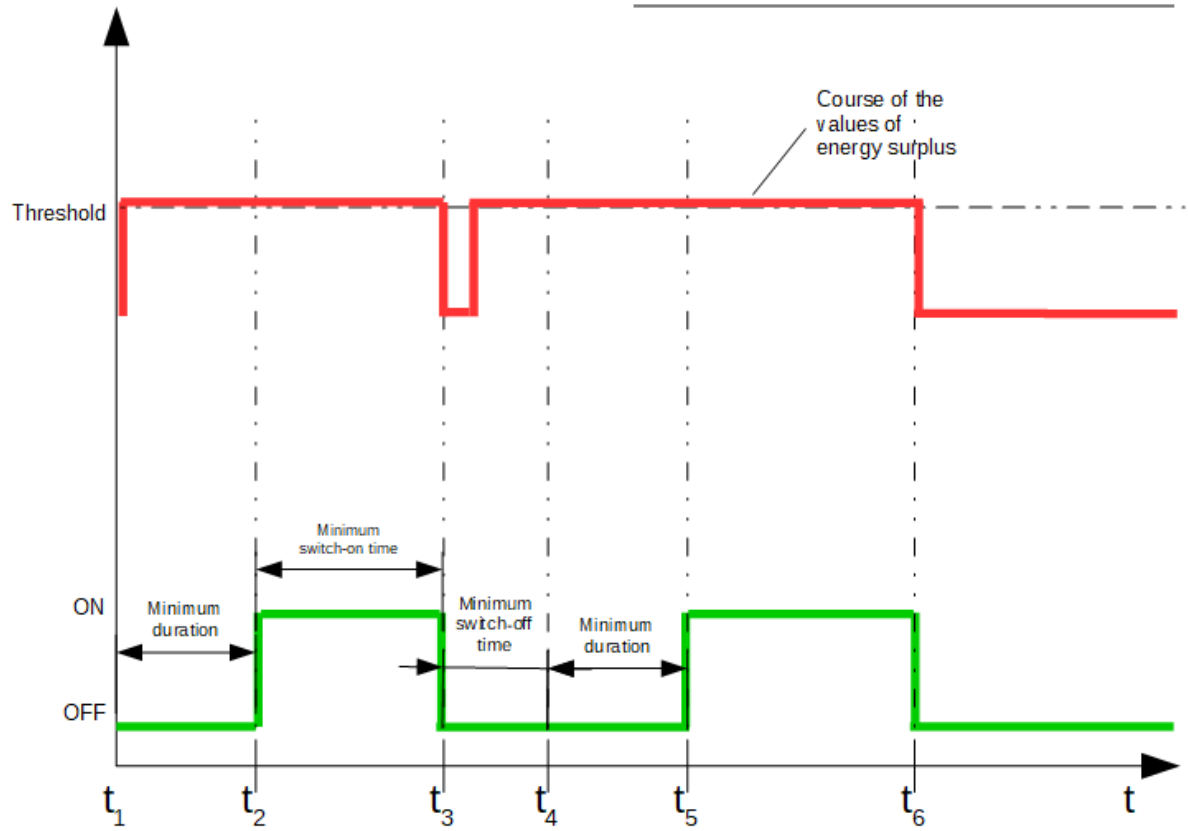 Course of the
values of
energy surplus
Threshold
Minimum
switch-on time
ON
Minimum
duration
Minimum
switch-off
time
Minimum
duration
OFF
t1
t2
t3
t4
t5
t6
t